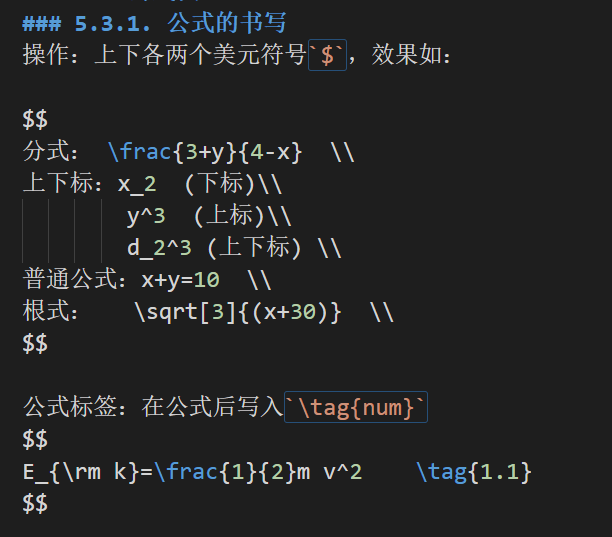 ### 5.3.1. 公式的书写
操作：上下各两个美元符号`$`，效果如：
$$
分式： \frac{3+y}{4-x}  \\
上下标：x_2  (下标)\\
y^3  (上标)\\
d_2^3 (上下标) \\
普通公式：x+y=10  \\
根式：   \sqrt[3]{(x+30)}  \\
$$
公式标签：在公式后写入`\tag{num}`
$$
E_{\rm k}=\frac{1}{2}m v^2    \tag{1.1}
$$